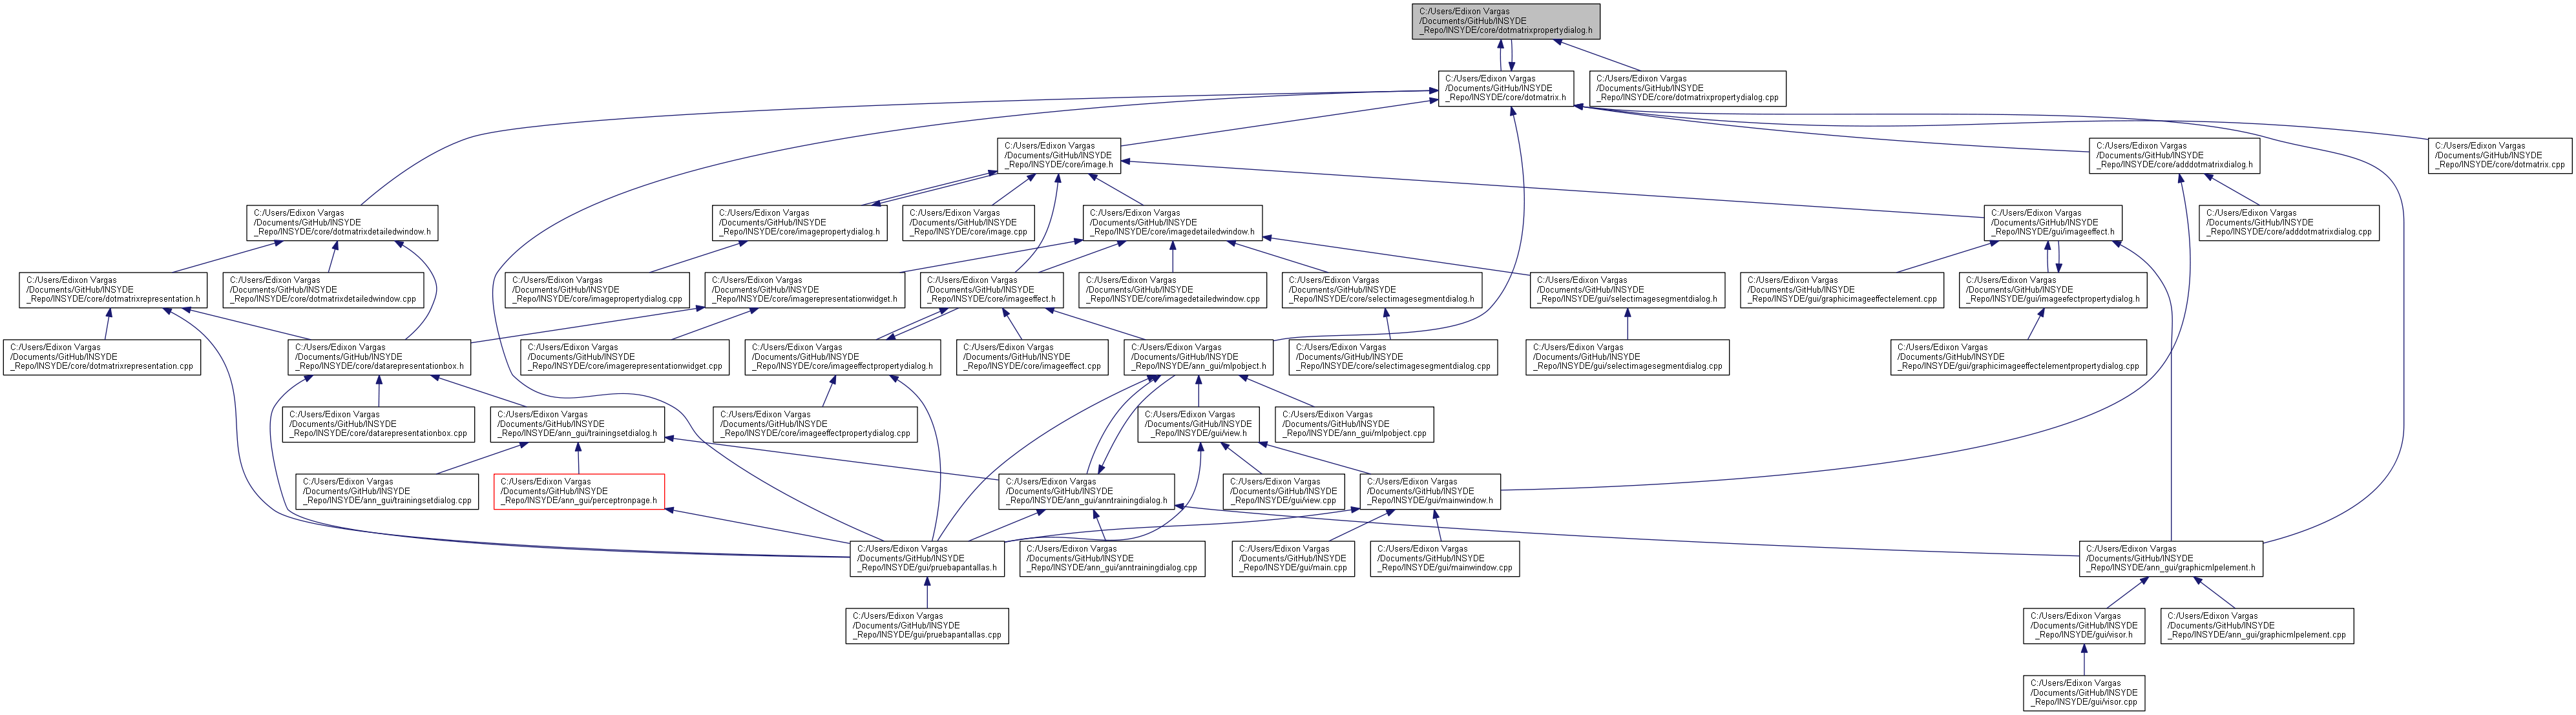 C:/Users/Edixon Vargas
/Documents/GitHub/INSYDE
_Repo/INSYDE/core/dotmatrixpropertydialog.h
C:/Users/Edixon Vargas
/Documents/GitHub/INSYDE
_Repo/INSYDE/core/dotmatrix.h
C:/Users/Edixon Vargas
/Documents/GitHub/INSYDE
_Repo/INSYDE/core/dotmatrixpropertydialog.cpp
C:/Users/Edixon Vargas
/Documents/GitHub/INSYDE
_Repo/INSYDE/core/image.h
C:/Users/Edixon Vargas
/Documents/GitHub/INSYDE
_Repo/INSYDE/core/adddotmatrixdialog.h
C:/Users/Edixon Vargas
/Documents/GitHub/INSYDE
_Repo/INSYDE/core/dotmatrix.cpp
C:/Users/Edixon Vargas
/Documents/GitHub/INSYDE
_Repo/INSYDE/core/dotmatrixdetailedwindow.h
C:/Users/Edixon Vargas
/Documents/GitHub/INSYDE
_Repo/INSYDE/core/imagepropertydialog.h
C:/Users/Edixon Vargas
/Documents/GitHub/INSYDE
_Repo/INSYDE/core/image.cpp
C:/Users/Edixon Vargas
/Documents/GitHub/INSYDE
_Repo/INSYDE/core/imagedetailedwindow.h
C:/Users/Edixon Vargas
/Documents/GitHub/INSYDE
_Repo/INSYDE/gui/imageeffect.h
C:/Users/Edixon Vargas
/Documents/GitHub/INSYDE
_Repo/INSYDE/core/adddotmatrixdialog.cpp
C:/Users/Edixon Vargas
/Documents/GitHub/INSYDE
_Repo/INSYDE/core/dotmatrixrepresentation.h
C:/Users/Edixon Vargas
/Documents/GitHub/INSYDE
_Repo/INSYDE/core/dotmatrixdetailedwindow.cpp
C:/Users/Edixon Vargas
/Documents/GitHub/INSYDE
_Repo/INSYDE/core/imagepropertydialog.cpp
C:/Users/Edixon Vargas
/Documents/GitHub/INSYDE
_Repo/INSYDE/core/imagerepresentationwidget.h
C:/Users/Edixon Vargas
/Documents/GitHub/INSYDE
_Repo/INSYDE/core/imageeffect.h
C:/Users/Edixon Vargas
/Documents/GitHub/INSYDE
_Repo/INSYDE/core/imagedetailedwindow.cpp
C:/Users/Edixon Vargas
/Documents/GitHub/INSYDE
_Repo/INSYDE/core/selectimagesegmentdialog.h
C:/Users/Edixon Vargas
/Documents/GitHub/INSYDE
_Repo/INSYDE/gui/selectimagesegmentdialog.h
C:/Users/Edixon Vargas
/Documents/GitHub/INSYDE
_Repo/INSYDE/gui/graphicimageeffectelement.cpp
C:/Users/Edixon Vargas
/Documents/GitHub/INSYDE
_Repo/INSYDE/gui/imageefectpropertydialog.h
C:/Users/Edixon Vargas
/Documents/GitHub/INSYDE
_Repo/INSYDE/core/dotmatrixrepresentation.cpp
C:/Users/Edixon Vargas
/Documents/GitHub/INSYDE
_Repo/INSYDE/core/datarepresentationbox.h
C:/Users/Edixon Vargas
/Documents/GitHub/INSYDE
_Repo/INSYDE/core/imagerepresentationwidget.cpp
C:/Users/Edixon Vargas
/Documents/GitHub/INSYDE
_Repo/INSYDE/core/imageeffectpropertydialog.h
C:/Users/Edixon Vargas
/Documents/GitHub/INSYDE
_Repo/INSYDE/core/imageeffect.cpp
C:/Users/Edixon Vargas
/Documents/GitHub/INSYDE
_Repo/INSYDE/ann_gui/mlpobject.h
C:/Users/Edixon Vargas
/Documents/GitHub/INSYDE
_Repo/INSYDE/core/selectimagesegmentdialog.cpp
C:/Users/Edixon Vargas
/Documents/GitHub/INSYDE
_Repo/INSYDE/gui/selectimagesegmentdialog.cpp
C:/Users/Edixon Vargas
/Documents/GitHub/INSYDE
_Repo/INSYDE/gui/graphicimageeffectelementpropertydialog.cpp
C:/Users/Edixon Vargas
/Documents/GitHub/INSYDE
_Repo/INSYDE/core/datarepresentationbox.cpp
C:/Users/Edixon Vargas
/Documents/GitHub/INSYDE
_Repo/INSYDE/ann_gui/trainingsetdialog.h
C:/Users/Edixon Vargas
/Documents/GitHub/INSYDE
_Repo/INSYDE/core/imageeffectpropertydialog.cpp
C:/Users/Edixon Vargas
/Documents/GitHub/INSYDE
_Repo/INSYDE/gui/view.h
C:/Users/Edixon Vargas
/Documents/GitHub/INSYDE
_Repo/INSYDE/ann_gui/mlpobject.cpp
C:/Users/Edixon Vargas
/Documents/GitHub/INSYDE
_Repo/INSYDE/ann_gui/trainingsetdialog.cpp
C:/Users/Edixon Vargas
/Documents/GitHub/INSYDE
_Repo/INSYDE/ann_gui/perceptronpage.h
C:/Users/Edixon Vargas
/Documents/GitHub/INSYDE
_Repo/INSYDE/ann_gui/anntrainingdialog.h
C:/Users/Edixon Vargas
/Documents/GitHub/INSYDE
_Repo/INSYDE/gui/view.cpp
C:/Users/Edixon Vargas
/Documents/GitHub/INSYDE
_Repo/INSYDE/gui/mainwindow.h
C:/Users/Edixon Vargas
/Documents/GitHub/INSYDE
_Repo/INSYDE/gui/pruebapantallas.h
C:/Users/Edixon Vargas
/Documents/GitHub/INSYDE
_Repo/INSYDE/ann_gui/anntrainingdialog.cpp
C:/Users/Edixon Vargas
/Documents/GitHub/INSYDE
_Repo/INSYDE/gui/main.cpp
C:/Users/Edixon Vargas
/Documents/GitHub/INSYDE
_Repo/INSYDE/gui/mainwindow.cpp
C:/Users/Edixon Vargas
/Documents/GitHub/INSYDE
_Repo/INSYDE/ann_gui/graphicmlpelement.h
C:/Users/Edixon Vargas
/Documents/GitHub/INSYDE
_Repo/INSYDE/gui/pruebapantallas.cpp
C:/Users/Edixon Vargas
/Documents/GitHub/INSYDE
_Repo/INSYDE/gui/visor.h
C:/Users/Edixon Vargas
/Documents/GitHub/INSYDE
_Repo/INSYDE/ann_gui/graphicmlpelement.cpp
C:/Users/Edixon Vargas
/Documents/GitHub/INSYDE
_Repo/INSYDE/gui/visor.cpp